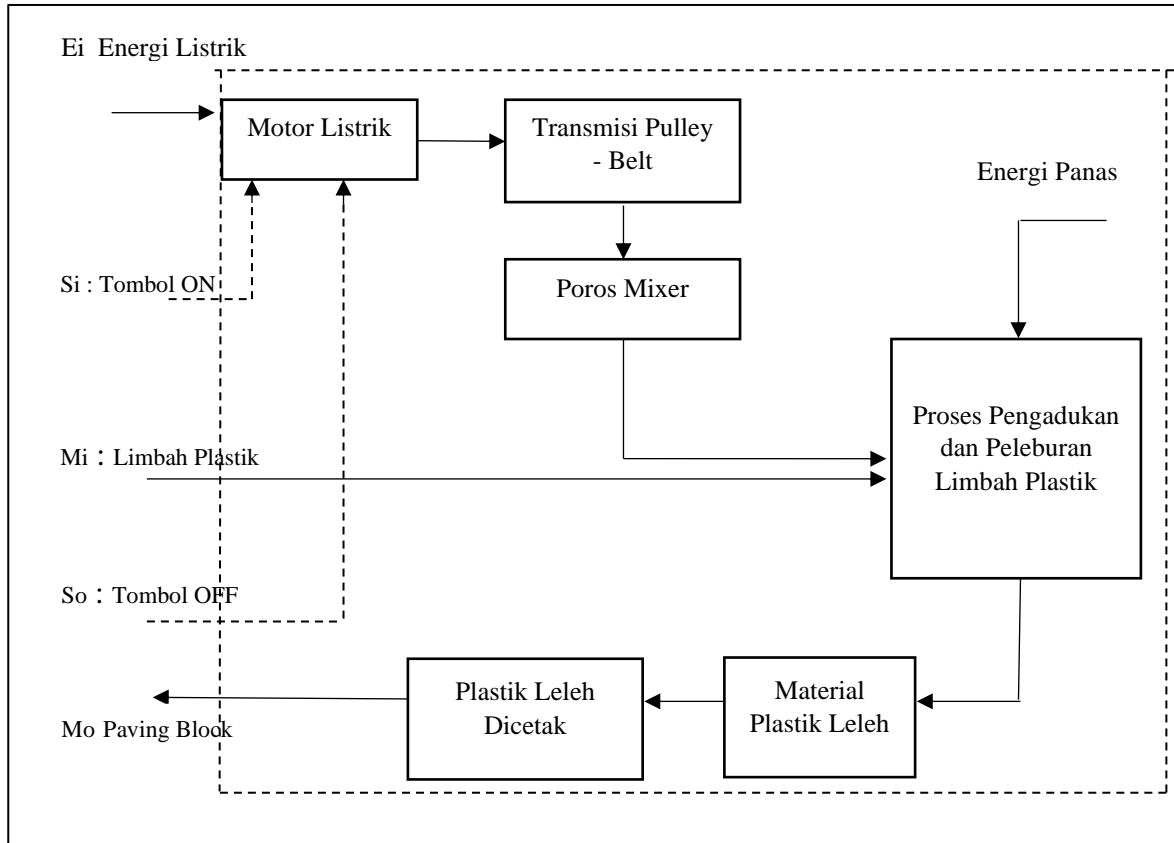 Ei Energi Listrik
Motor Listrik
Transmisi Pulley
- Belt
Energi Panas
Si : Tombol ON
Poros Mixer
Proses Pengadukan
dan Peleburan
Limbah Plastik
Mi : Limbah Plastik
So : Tombol OFF
Plastik Leleh
Dicetak
Material
Plastik Leleh
Mo Paving Block